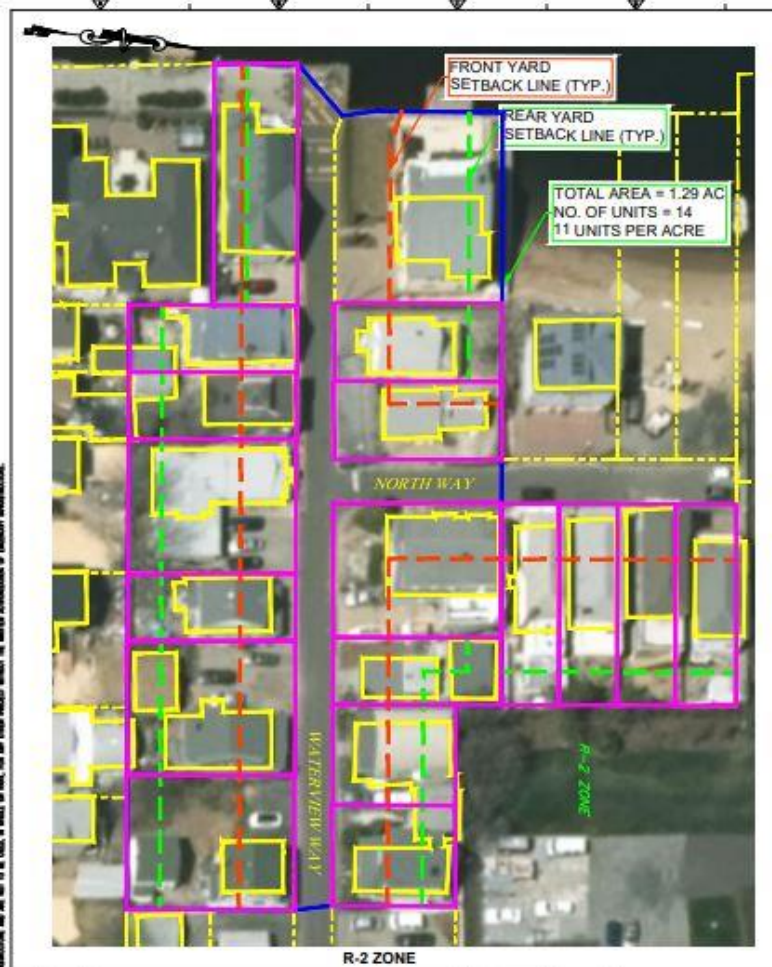 FRONT YARD
SETBACK LINE (TYP.)
REAR YARD
SETBACK LINE (TYP.)
TOTAL AREA = 1.29 AC
NO. OF UNITS = 14
11 UNITS PER ACRE
NORTH WAY
WATERVIEW WAY
R-2 ZONE
R-2 ZONE